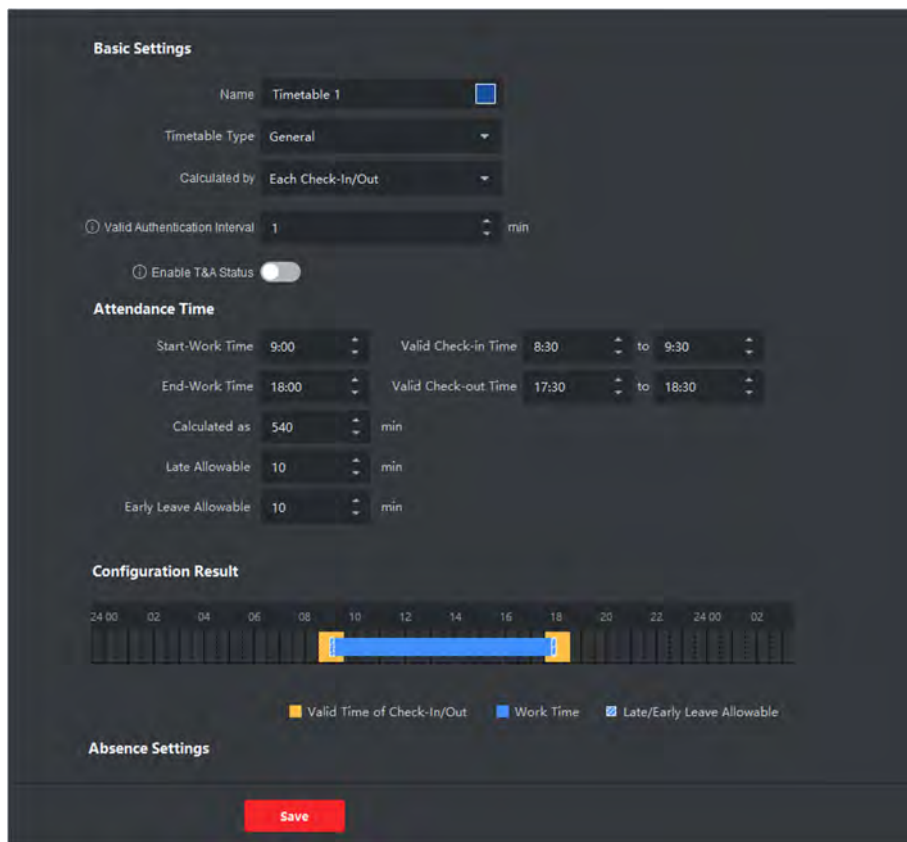 Basic Settings
Name Timetable 1
Timetable Type General
Calculated by Each Check-In/Out
Valid Authentication Interval 1 min
Enable T&A Status
Attendance Time
Start-Work Time 9:00 Valid Check-in Time 8:30 to 9:30
End-Work Time 18:00 Valid Check-out Time 17:30 to 18:30
Calculated as 540 min
Late Allowable 10 min
Early Leave Allowable 10 min
Configuration Result
24 00 02 04 06 08 10 12 14 16 18 20 22 24 00 02
Valid Time of Check-In/Out Work Time Late/Early Leave Allowable
Absence Settings
Save